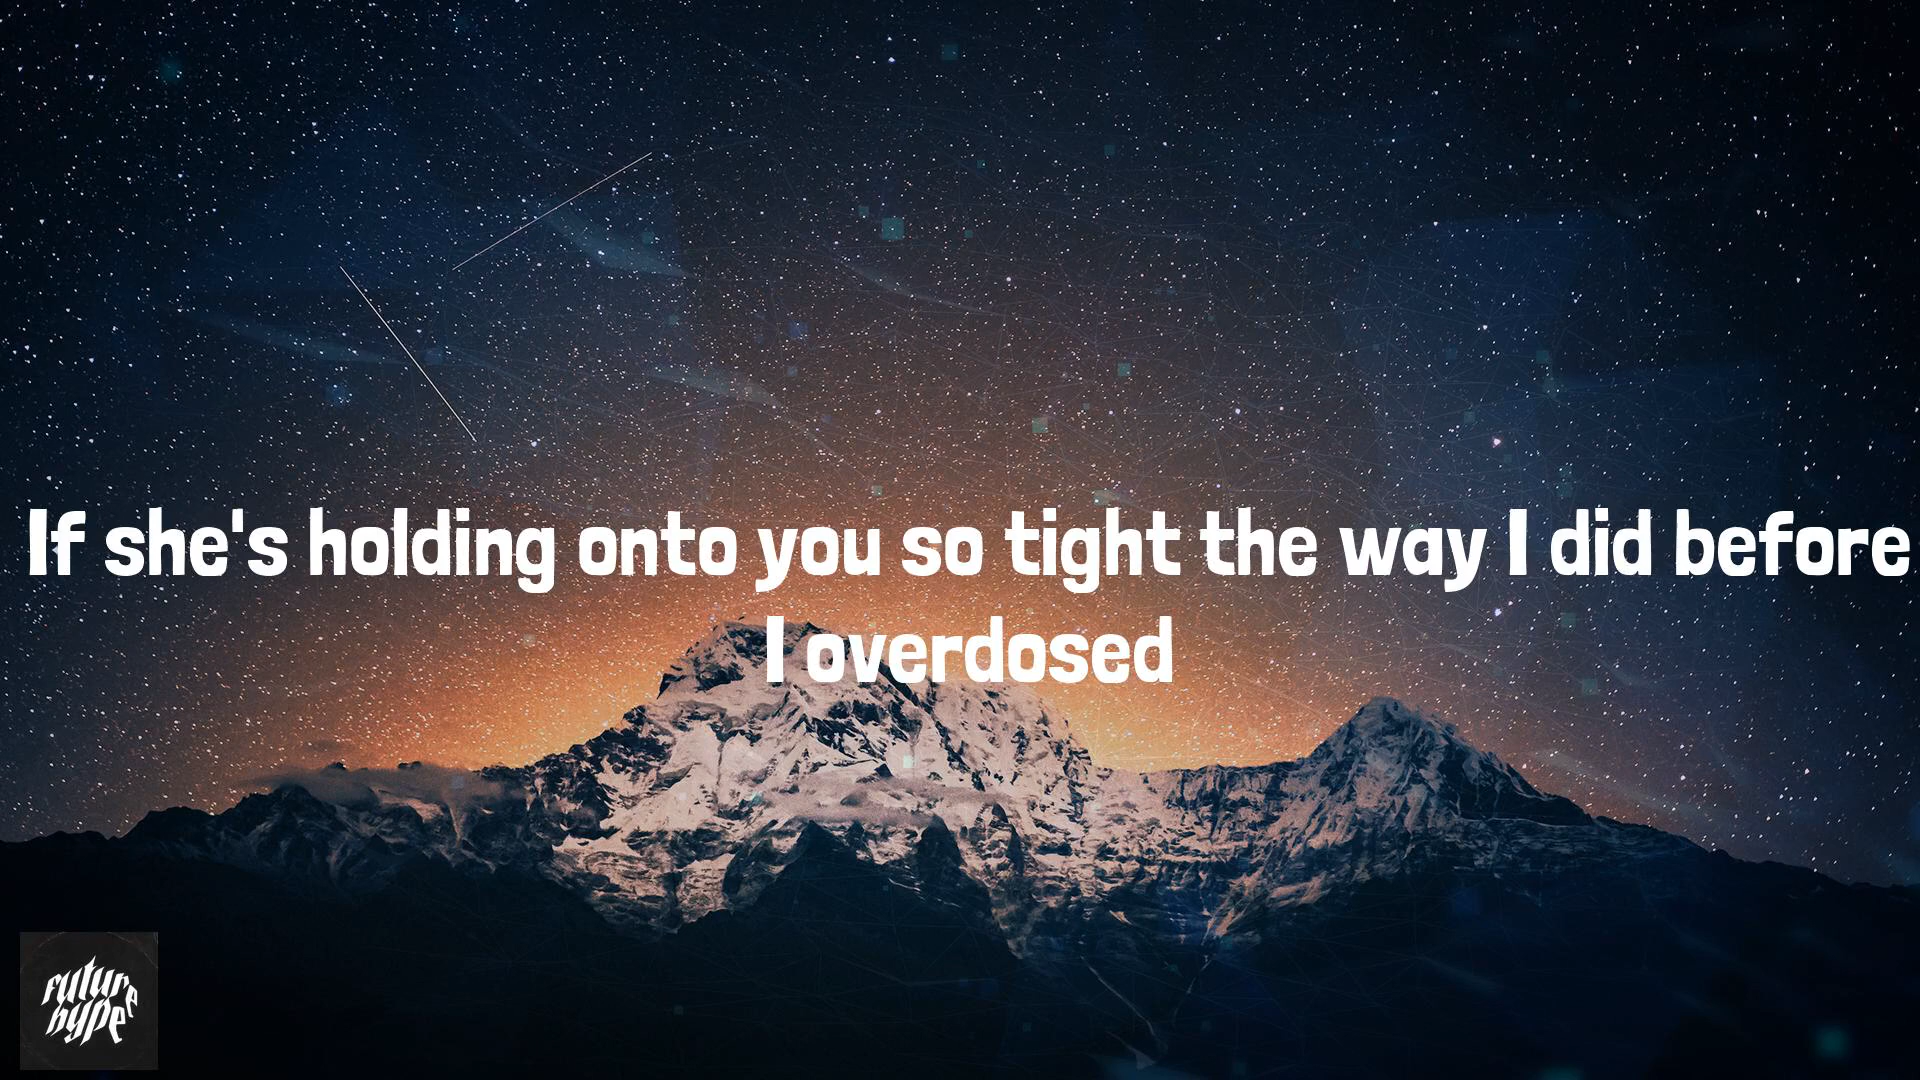 If she's holding onto you so tight the way I did before
I overdosed
future
hype